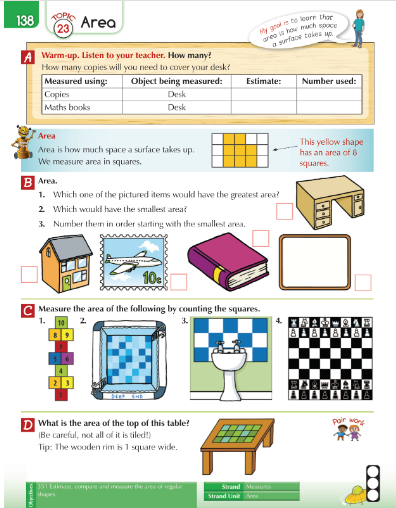 138
TOPIC
23
Area
My goal is to learn that
area is how much space
a surface takes up.
A
Warm-up. Listen to your teacher. How many?
How many copies will you need to cover your desk?
Measured using: Object being measured: Estimate: Number used:
Copies Desk
Maths books Desk
Area
Area is how much space a surface takes up.
We measure area in squares.
This yellow shape
has an area of 8
squares.
B
Area.
1. Which one of the pictured items would have the greatest area?
2. Which would have the smallest area?
3. Number them in order starting with the smallest area.
10c
C
Measure the area of the following by counting the squares.
1. 2. 3. 4.
10
8 9
7
5 6
4
2 3
1
DEEP END
D
What is the area of the top of this table?
(Be careful, not all of it is tiled!)
Tip: The wooden rim is 1 square wide.
Pair work
Objectives
351 Estimate, compare and measure the area of regular
shapes.
Strand Measures
Strand Unit Area